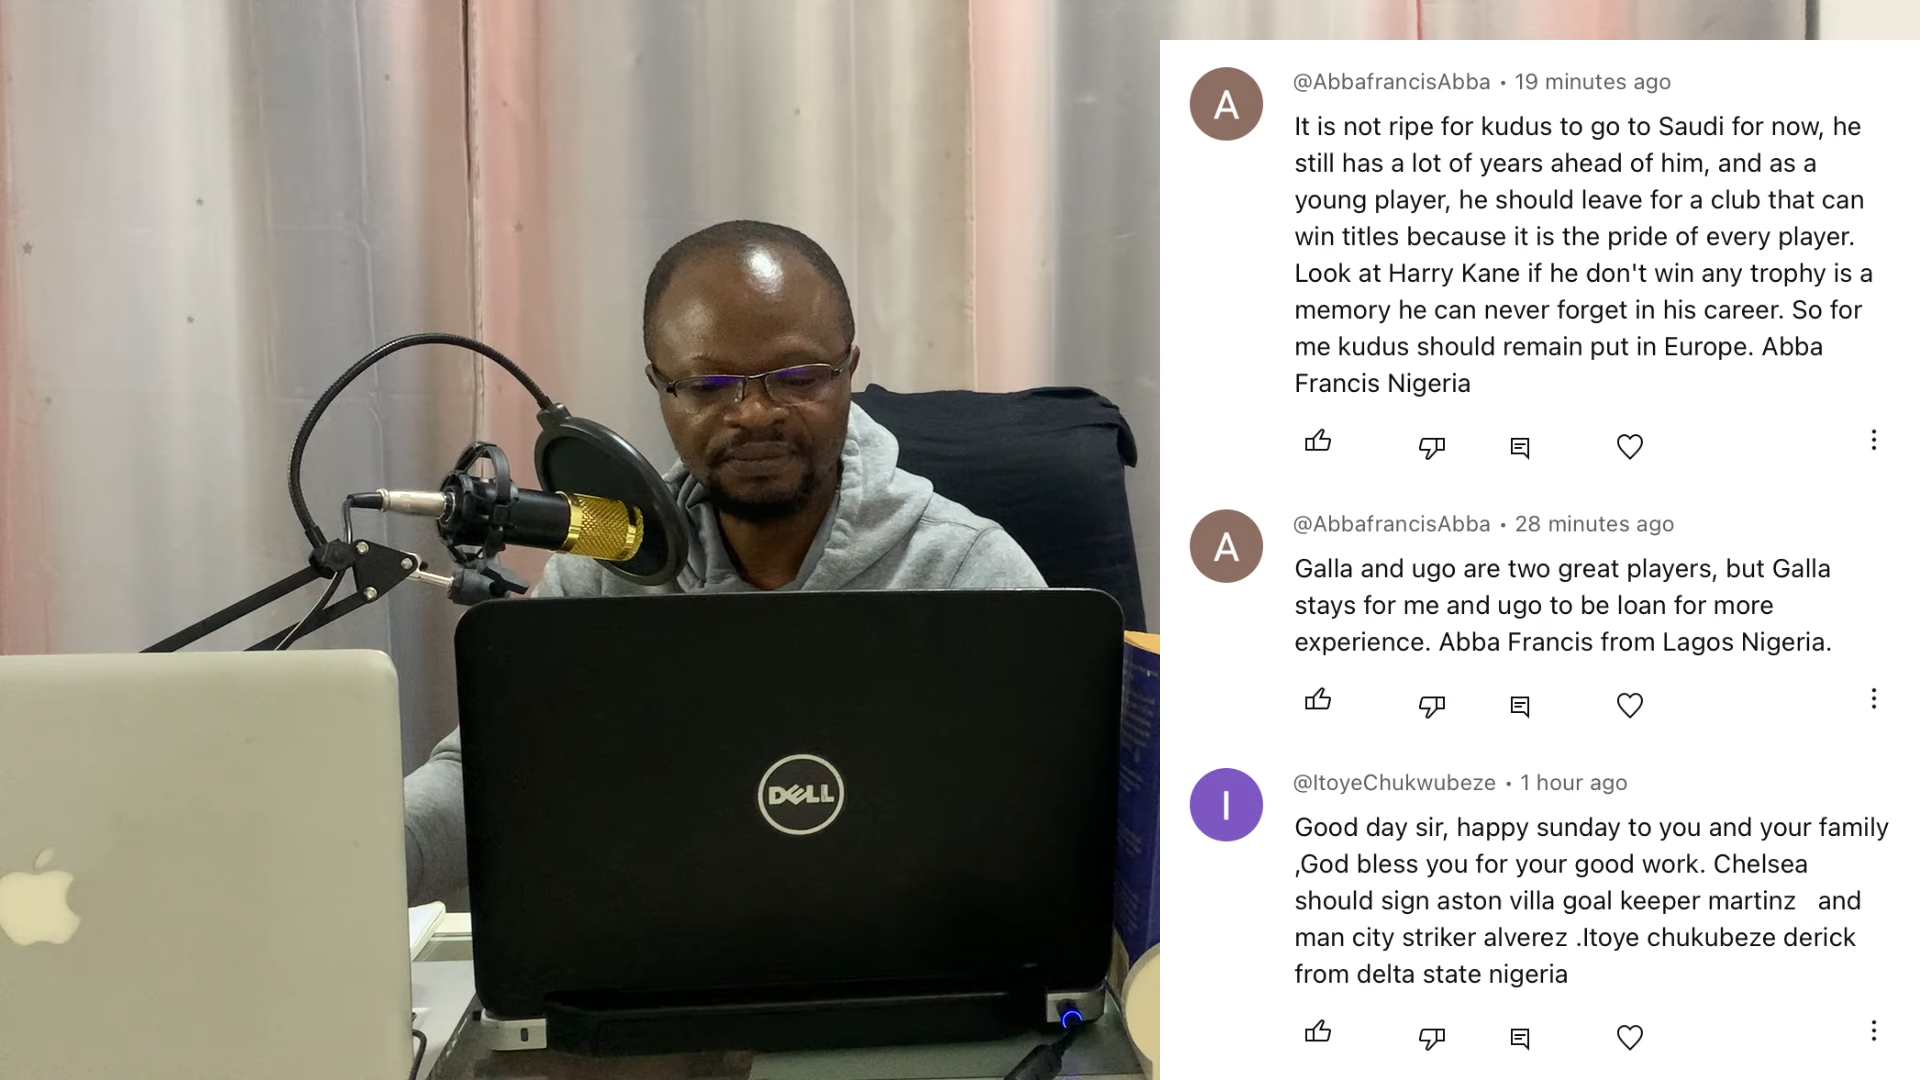 @AbbafrancisAbba • 19 minutes ago
A
It is not ripe for kudus to go to Saudi for now, he
still has a lot of years ahead of him, and as a
young player, he should leave for a club that can
win titles because it is the pride of every player.
Look at Harry Kane if he don't win any trophy is a
memory he can never forget in his career. So for
me kudus should remain put in Europe. Abba
Francis Nigeria
@AbbafrancisAbba • 28 minutes ago
A
Galla and ugo are two great players, but Galla
stays for me and ugo to be loan for more
experience. Abba Francis from Lagos Nigeria.
@ItoyeChukwubeze • 1 hour ago
I
Good day sir, happy sunday to you and your family
,God bless you for your good work. Chelsea
should sign aston villa goal keeper martinz   and
man city striker alverez .Itoye chukubeze derick
from delta state nigeria
DELL